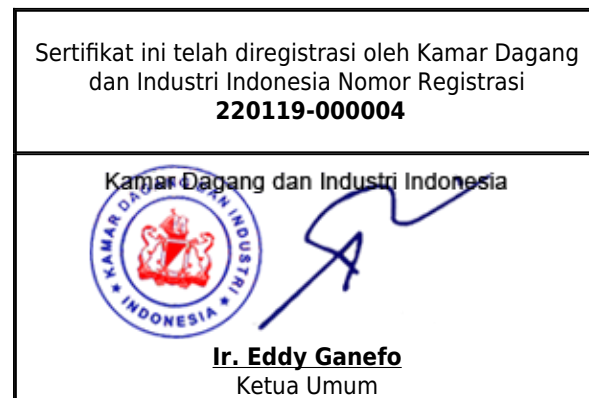 Sertifikat ini telah diregistrasi oleh Kamar Dagang
dan Industri Indonesia Nomor Registrasi
220119-000004
Kamar Dagang dan Industri Indonesia
KAMAR DAGANG DAN INDUSTRI
INDONESIA
Ir. Eddy Ganefo
Ketua Umum